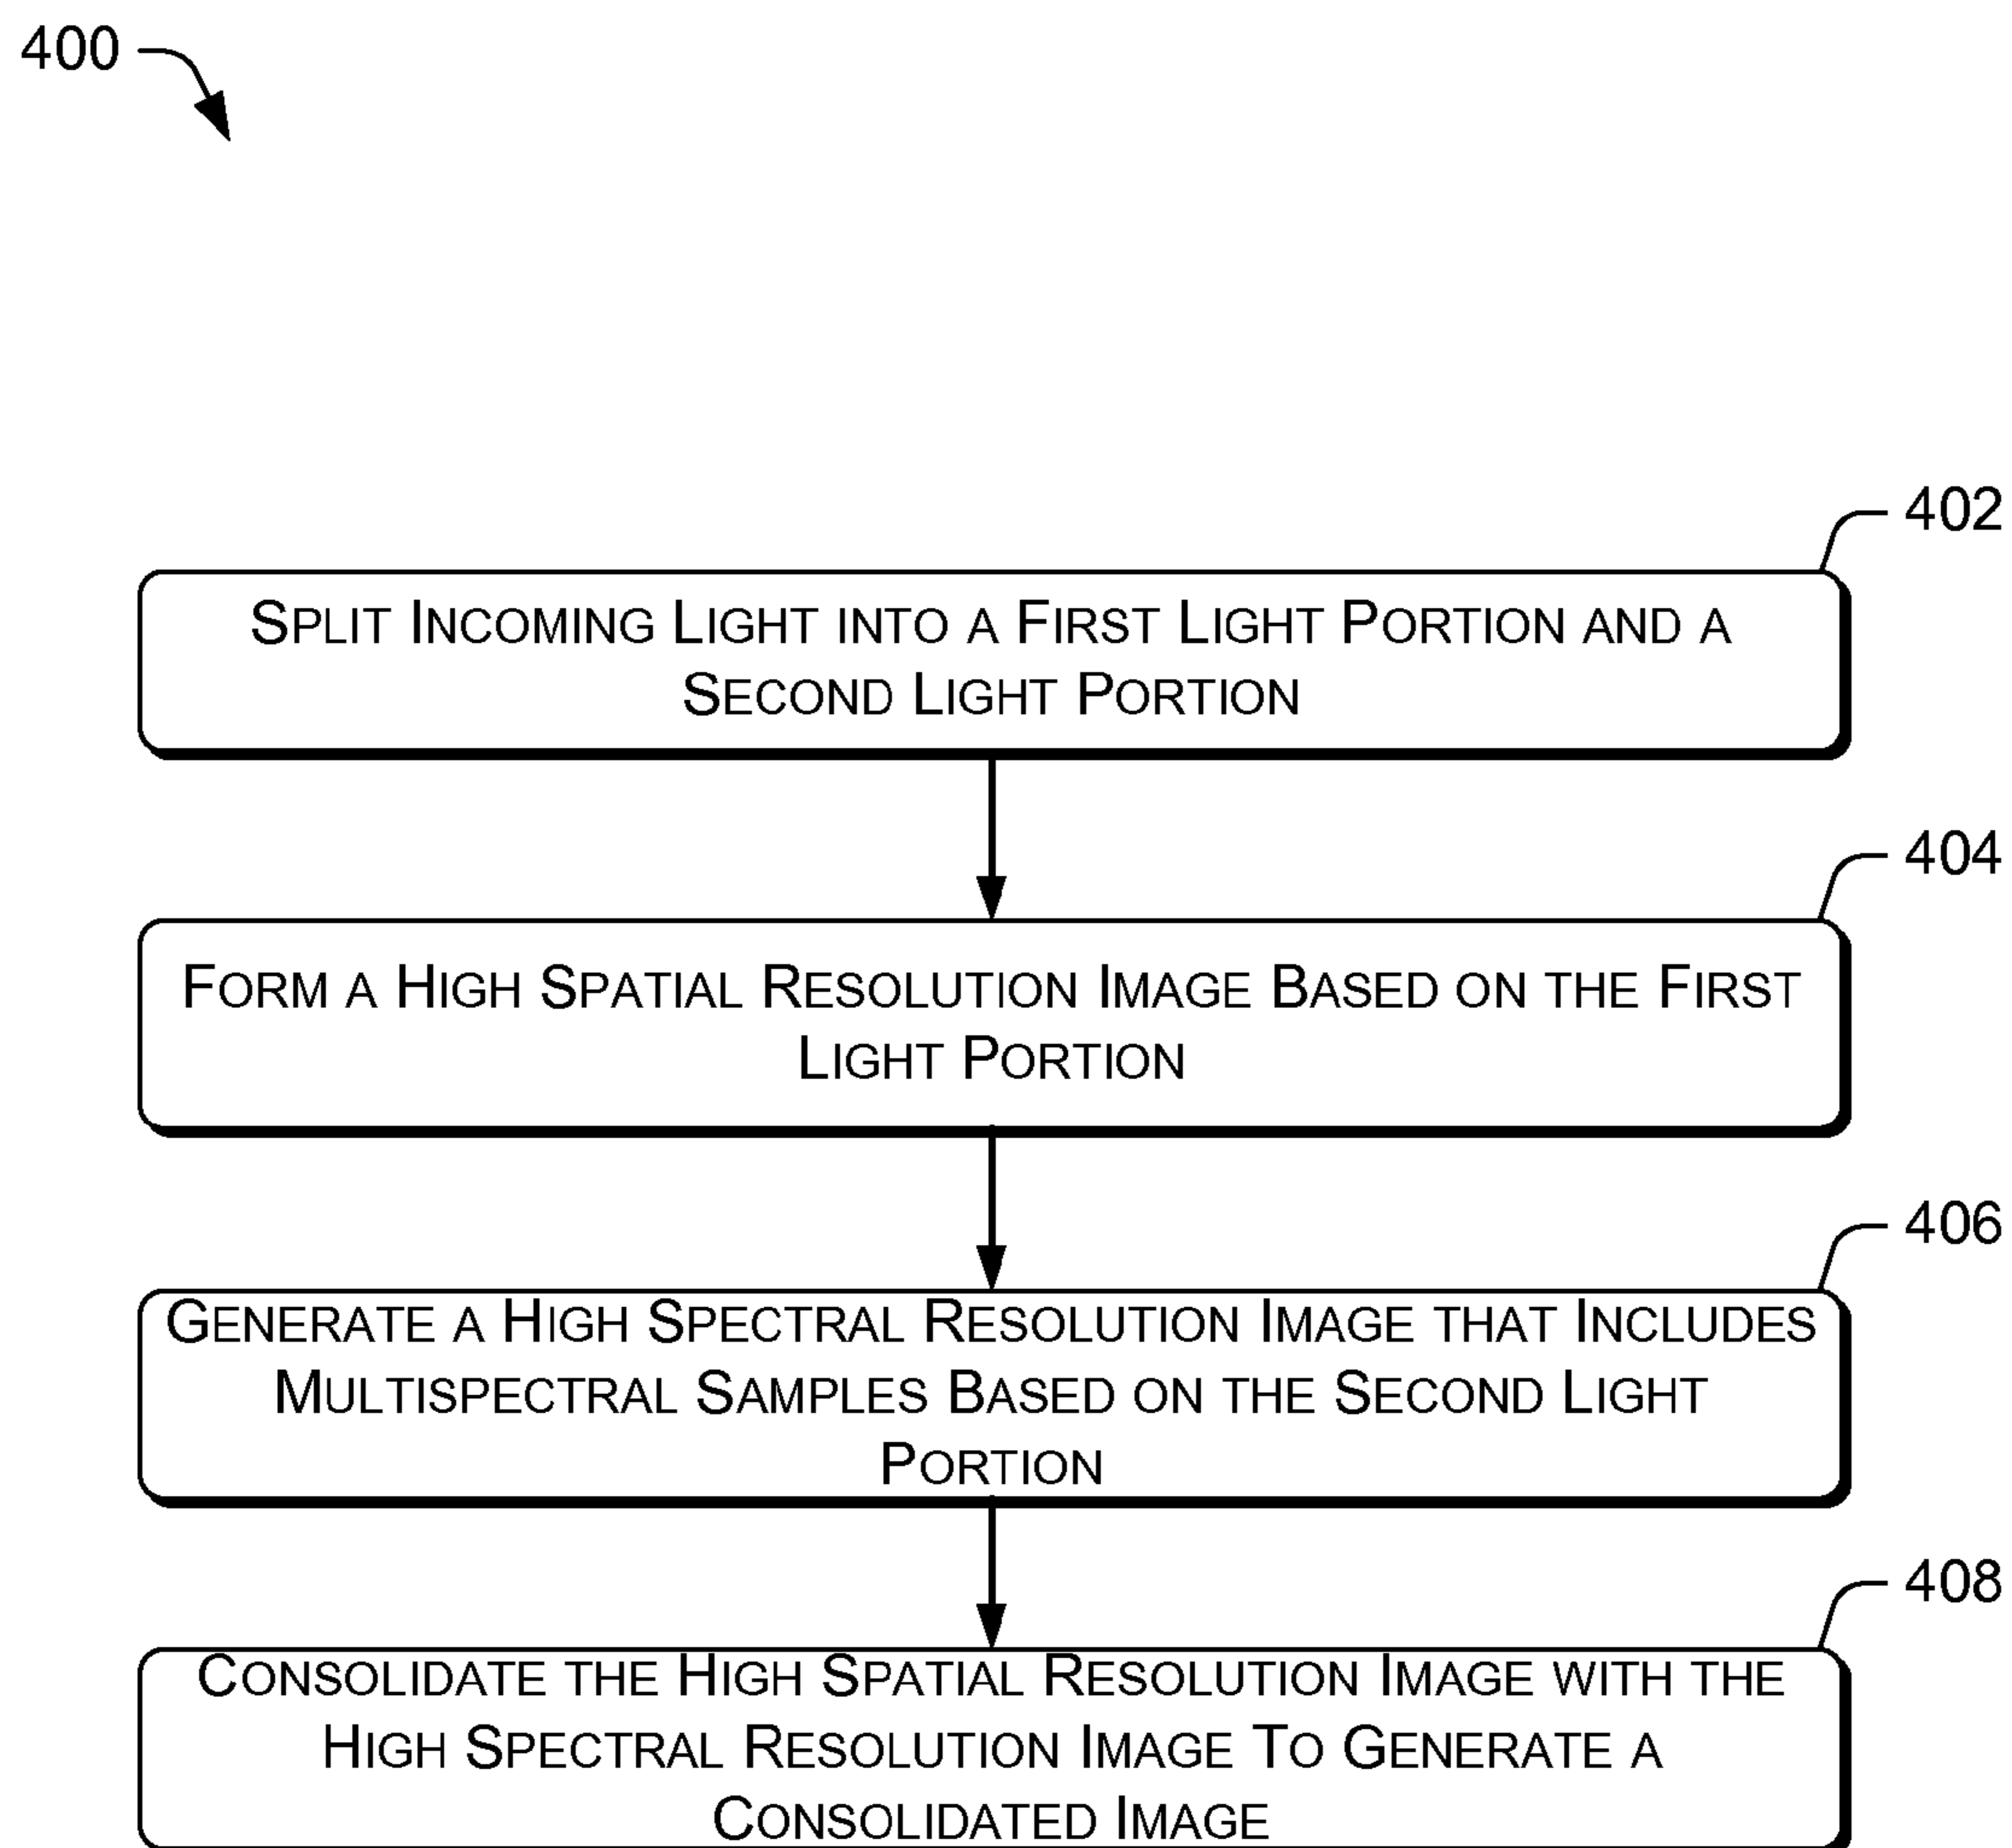 400
402
Split Incoming Light into a First Light Portion and a
Second Light Portion
404
Form a High Spatial Resolution Image Based on the First
Light Portion
406
Generate a High Spectral Resolution Image that Includes
Multispectral Samples Based on the Second Light
Portion
408
Consolidate the High Spatial Resolution Image with the
High Spectral Resolution Image To Generate a
Consolidated Image